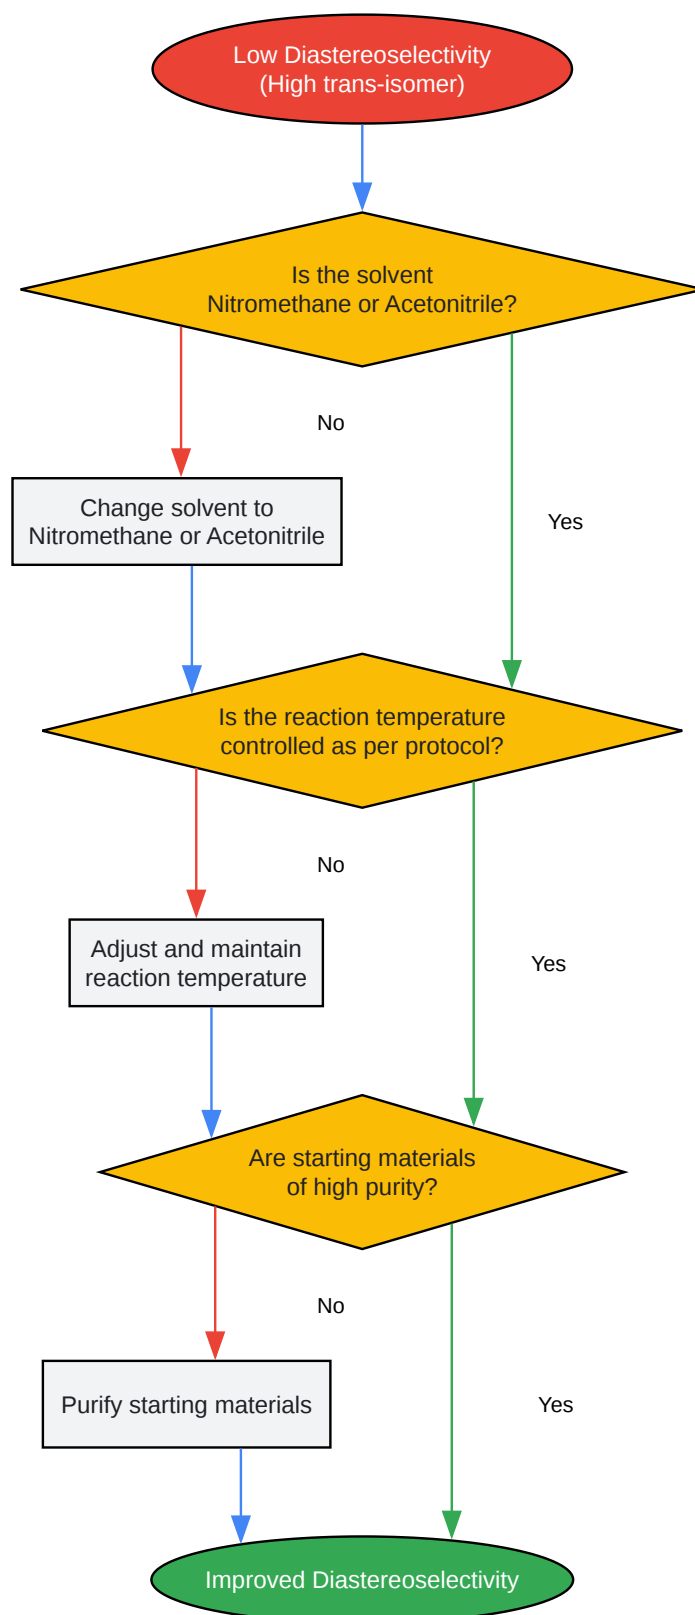 Low Diastereoselectivity
(High trans-isomer)
Is the solvent
Nitromethane or Acetonitrile?
No
Change solvent to
Nitromethane or Acetonitrile
Yes
Is the reaction temperature
controlled as per protocol?
No
Adjust and maintain
reaction temperature
Yes
Are starting materials
of high purity?
No
Purify starting materials
Yes
Improved Diastereoselectivity